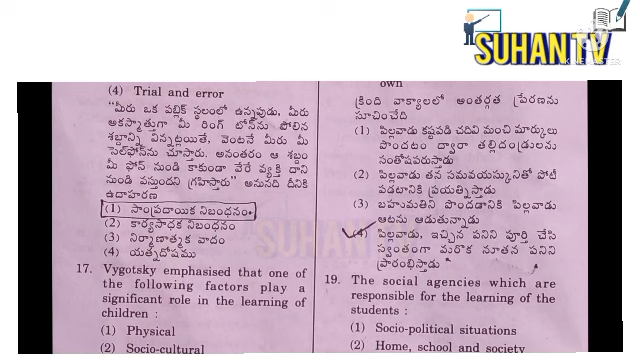 SUHAN TV
(4) Trial and error
"మీరు ఒక పబ్లిక్ స్థలంలో ఉన్నపుడు, మీరు
అకస్మాత్తుగా మీ రింగ్ టోన్‌ను పోలిన
శబ్దాన్ని విన్నట్లయితే, వెంటనే మీరు మీ
సెల్‌ఫోన్‌ను చూస్తారు. అనంతరం ఆ శబ్దం
మీ ఫోన్ నుండి కాకుండా వేరే వ్యక్తి దాని
నుండి వస్తుందని గ్రహిస్తారు" అనునది దీనికి
ఉదాహరణ
(1) సాంప్రదాయిక నిబంధనం
(2) కార్యసాధక నిబంధనం
(3) నిర్మాణాత్మక వాదం
(4) యత్నదోషము
17. Vygotsky emphasised that one of
the following factors play a
significant role in the learning of
children :
(1) Physical
(2) Socio-cultural
own
క్రింది వాక్యాలలో అంతర్గత ప్రేరణను
సూచించేది
(1) పిల్లవాడు కష్టపడి చదివి మంచి మార్కులు
పొందటం ద్వారా తల్లిదండ్రులను
సంతోషపరుస్తాడు
(2) పిల్లవాడు తన సమవయస్కునితో పోటీ
పడటానికి ప్రయత్నిస్తాడు
(3) బహుమతిని పొందడానికి పిల్లవాడు
ఆటను ఆడుతున్నాడు
(4) పిల్లవాడు, ఇచ్చిన పనిని పూర్తి చేసి
స్వంతంగా మరొక నూతన పనిని
ప్రారంభిస్తాడు
19. The social agencies which are
responsible for the learning of the
students :
(1) Socio-political situations
(2) Home, school and society
SUHAN TV